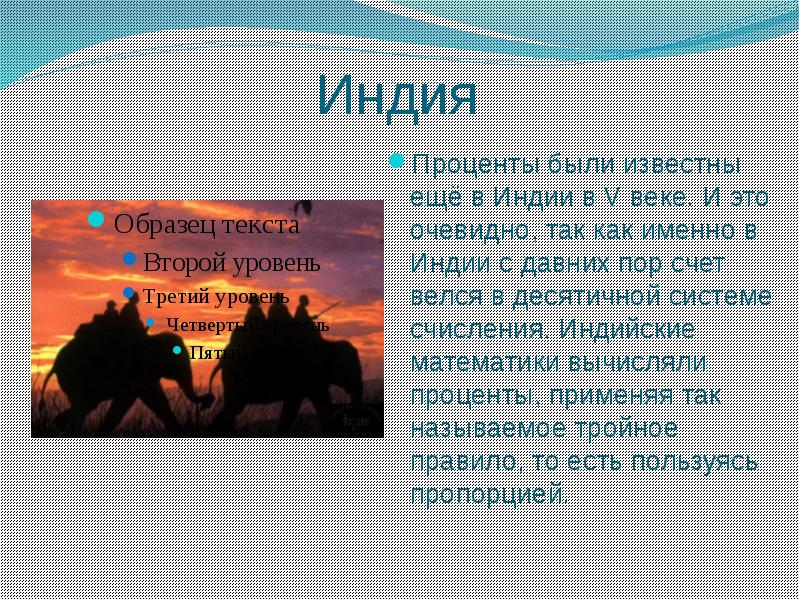 Индия
Образец текста
Второй уровень
Третий уровень
Четвертый уровень
Пятый
Проценты были известны
еще в Индии в V веке. И это
очевидно, так как именно в
Индии с давних пор счет
велся в десятичной системе
счисления. Индийские
математики вычисляли
проценты, применяя так
называемое тройное
правило, то есть пользуясь
пропорцией.